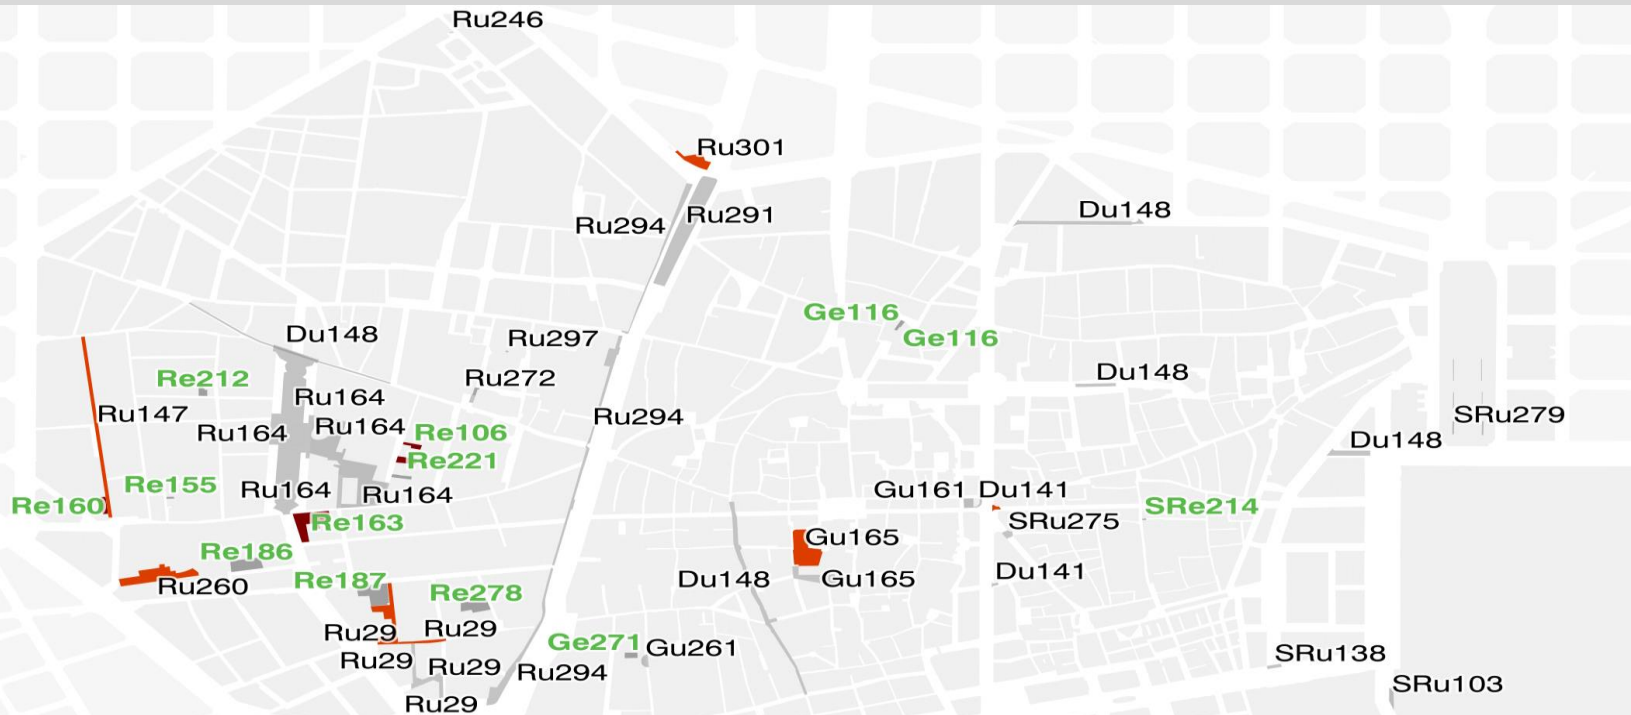 Ru246
Ru301
Du148
Ru291
Ru294
Ge116
Du148
Ru297
Ge116
Du148
Re212
Ru272
Ru164
Ru147
SRu279
Ru294
Ru164
Ru164
Re106
Du148
Re221
Re155
Ru164
Gu161
Du141
Ru164
Re160
SRe214
Re163
SRu275
Gu165
Re186
Du141
Re187
Du148
Gu165
Ru260
Re278
Ru29
Ru29
Ge271
Gu261
SRu138
Ru29
Ru29
Ru294
SRu103
Ru29